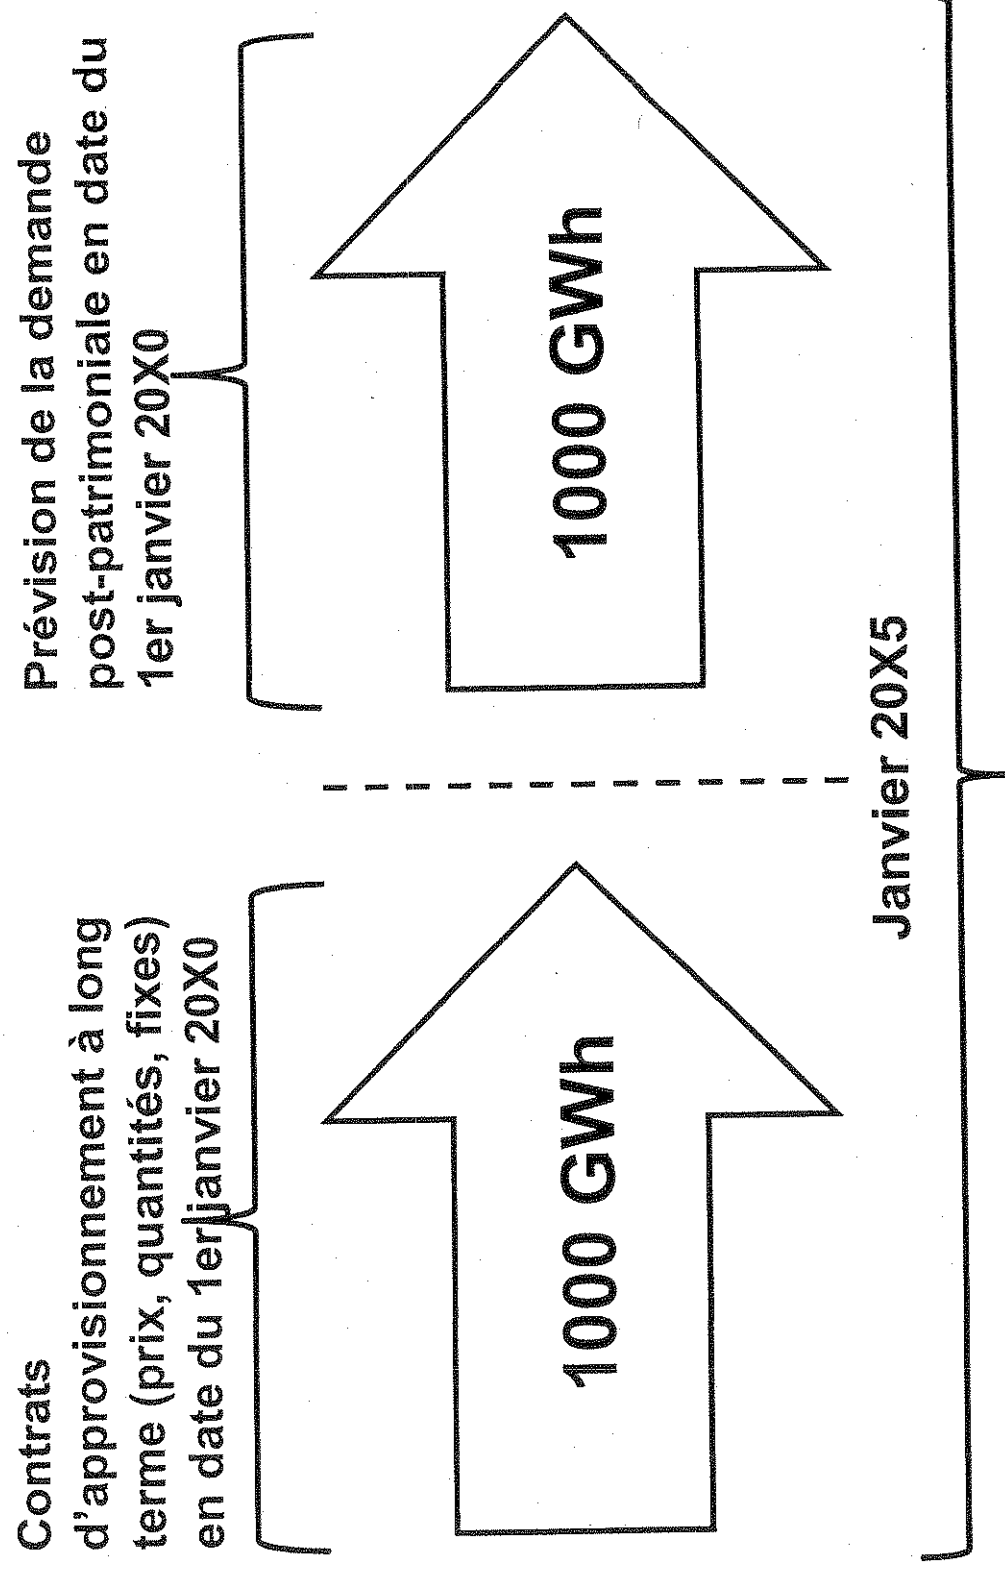 Contrats
d'approvisionnement à long
terme (prix, quantités, fixes)
en date du 1er janvier 20X0
Prévision de la demande
post-patrimoniale en date du
1er janvier 20X0
1000 GWh
1000 GWh
Janvier 20X5